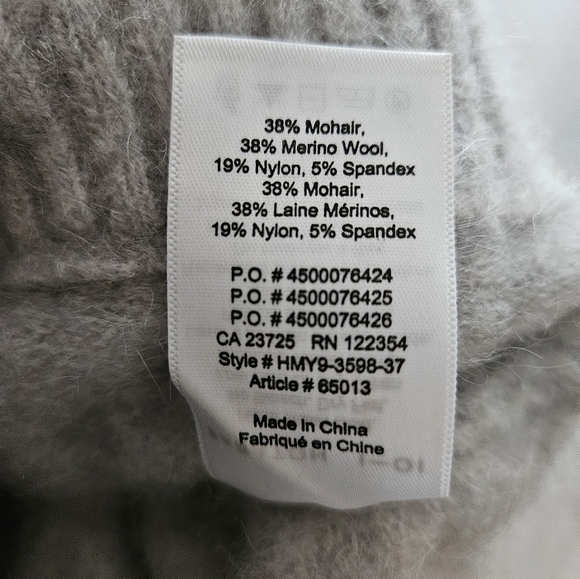 38% Mohair,
38% Merino Wool,
19% Nylon, 5% Spandex
38% Mohair,
38% Laine Mérinos,
19% Nylon, 5% Spandex
P.O. # 4500076424
P.O. # 4500076425
P.O. # 4500076426
CA 23725 RN 122354
Style # HMY9-3598-37
Article # 65013
Made in China
Fabriqué en Chine